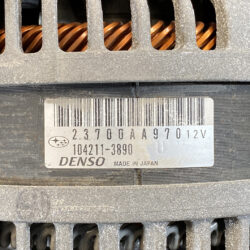 23700AA970 12V
104211-3890 U
DENSO MADE IN JAPAN